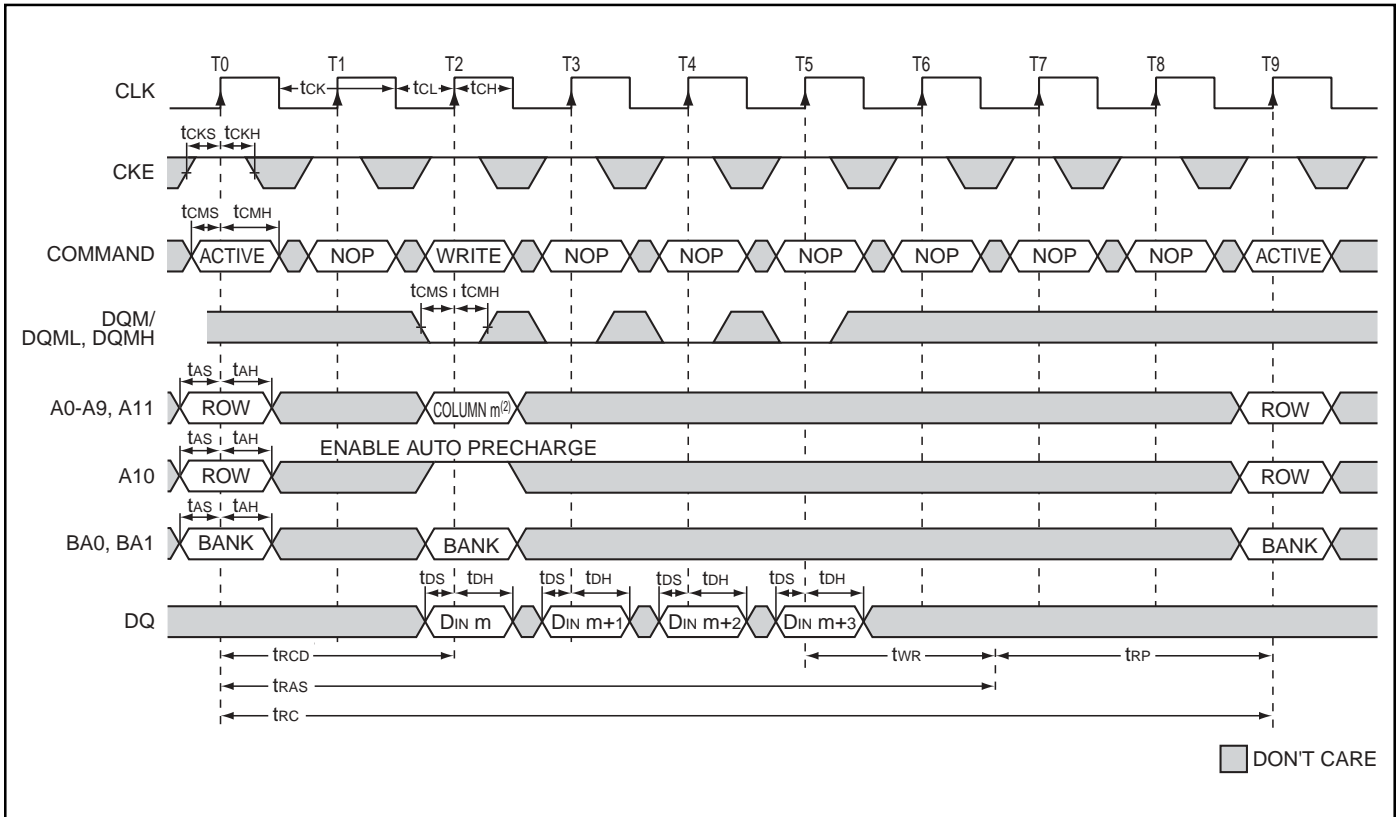 T0 T1 T2 T3 T4 T5 T6 T7 T8 T9
CLK tCK tCL tCH
tCKS tCKH
CKE
tCMS tCMH
COMMAND ACTIVE NOP WRITE NOP NOP NOP NOP NOP NOP ACTIVE
tCMS tCMH
DQM/
DQML, DQMH
tAS tAH
A0-A9, A11 ROW COLUMN m(2) ROW
tAS tAH ENABLE AUTO PRECHARGE
A10 ROW ROW
tAS tAH
BA0, BA1 BANK BANK BANK
tDS tDH tDS tDH tDS tDH tDS tDH
DQ DIN m DIN m+1 DIN m+2 DIN m+3
tRCD tWR tRP
tRAS
tRC
DON'T CARE